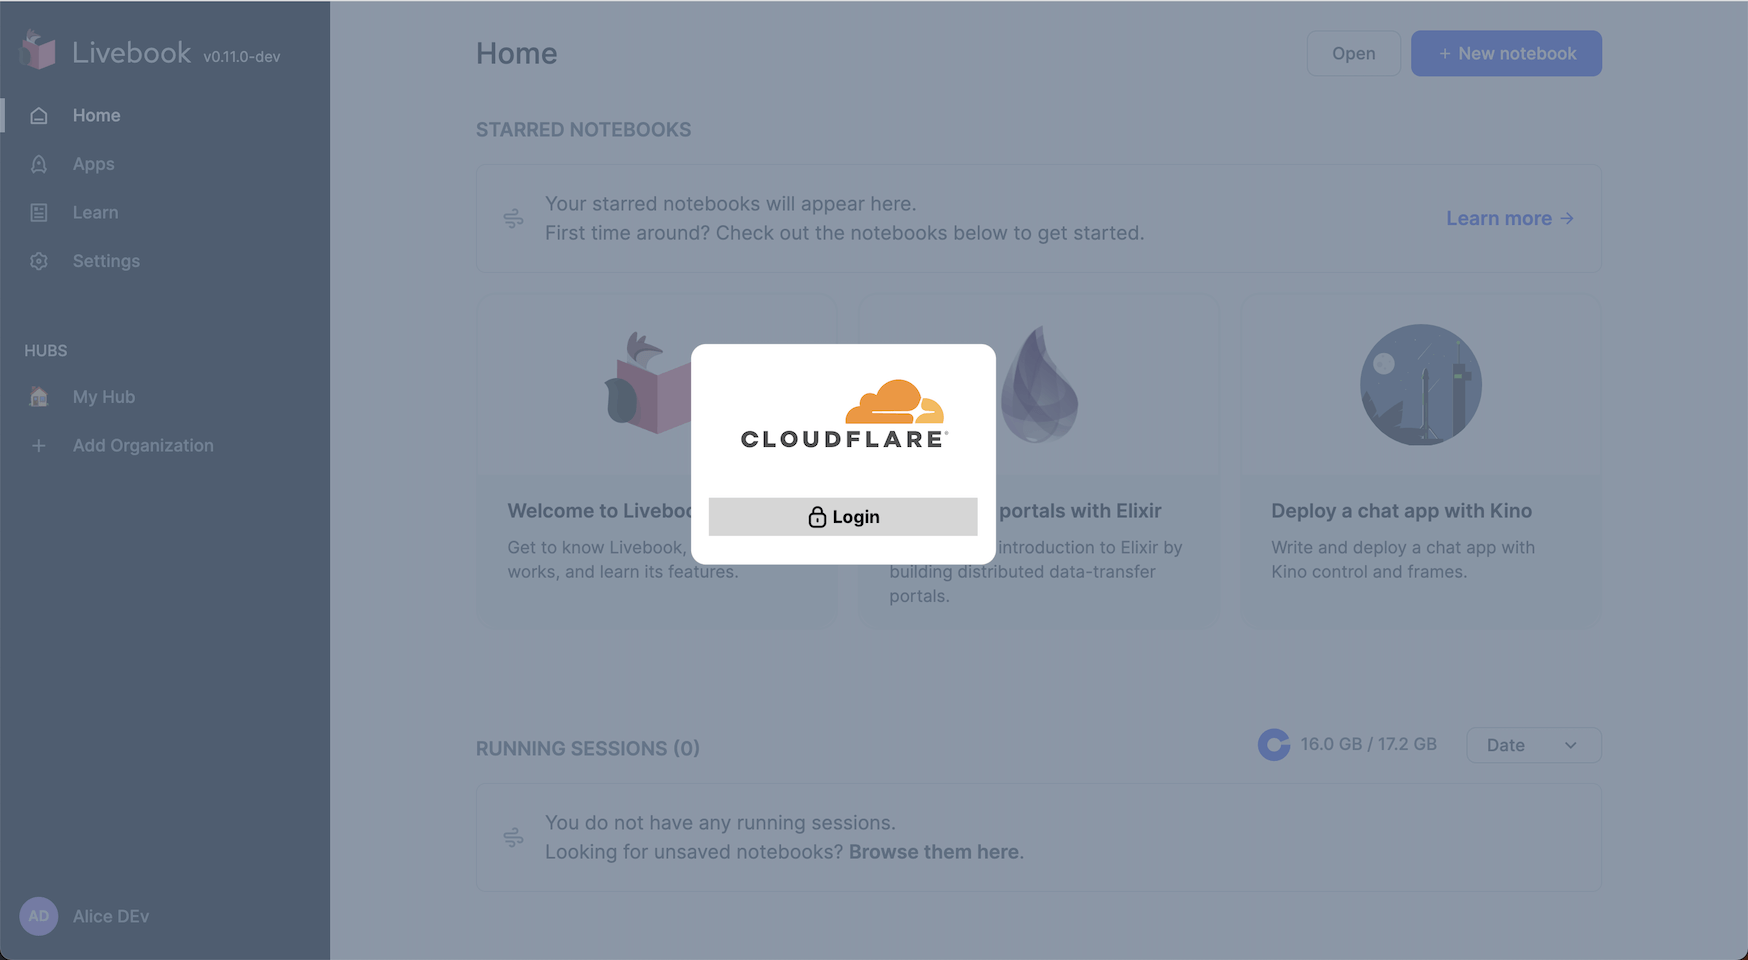 Livebook v0.11.0-dev
Home
Apps
Learn
Settings
HUBS
My Hub
Add Organization
AD Alice DEv
Home
Open
+ New notebook
STARRED NOTEBOOKS
Your starred notebooks will appear here.
First time around? Check out the notebooks below to get started.
Learn more →
Welcome to
Get to know Livebook,
works, and learn its features.
portals with Elixir
introduction to Elixir by
building distributed data-transfer
portals.
Deploy a chat app with Kino
Write and deploy a chat app with
Kino control and frames.
CLOUDFLARE
Login
RUNNING SESSIONS (0)
16.0 GB / 17.2 GB
Date
You do not have any running sessions.
Looking for unsaved notebooks? Browse them here.